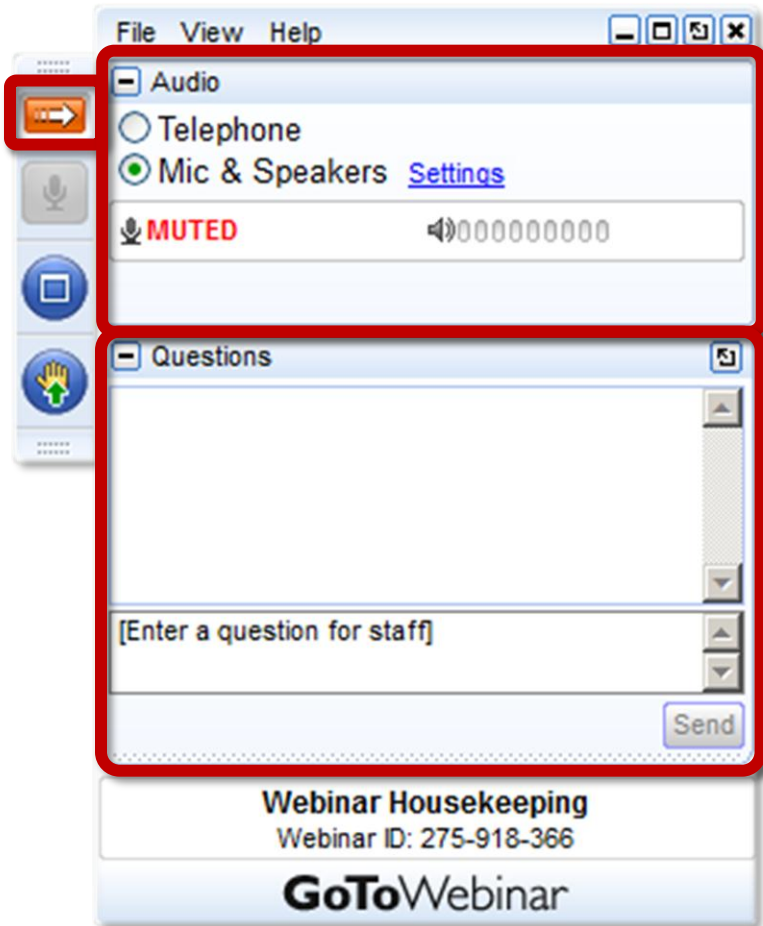 File View Help
Audio
Telephone
Mic & Speakers Settings
MUTED
Questions
[Enter a question for staff]
Send
Webinar Housekeeping
Webinar ID: 275-918-366
GoToWebinar